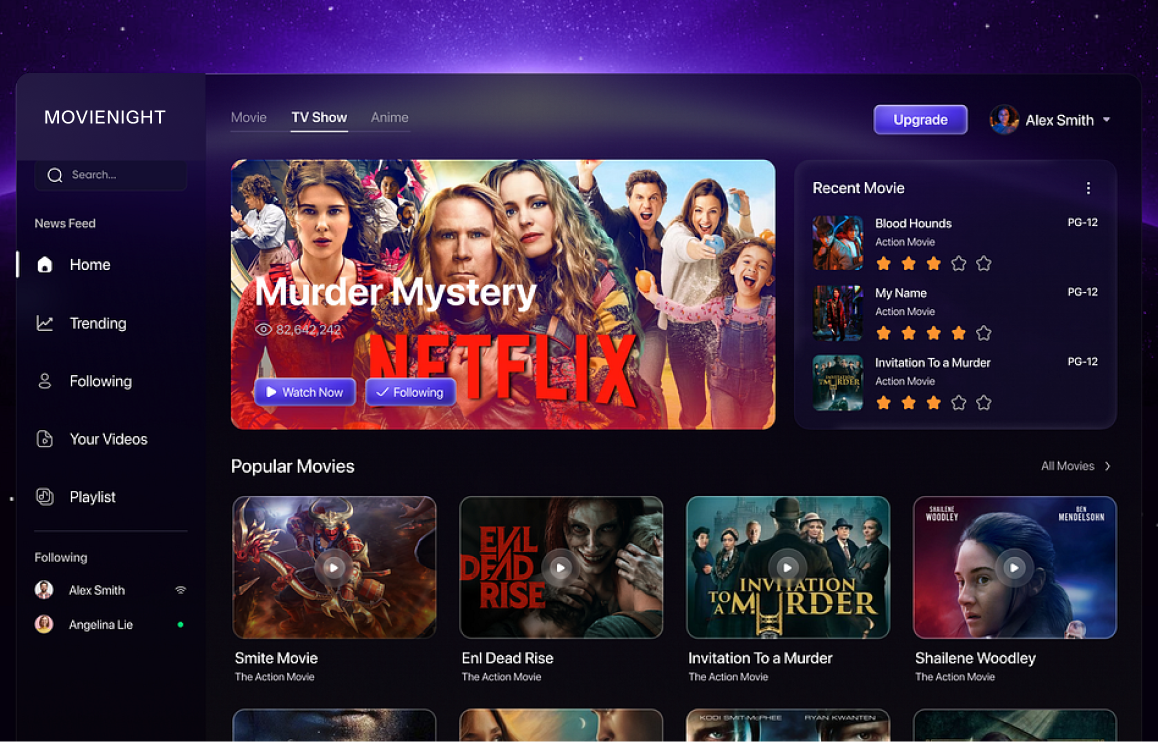 MOVIENIGHT
Movie
TV Show
Anime
Upgrade
Alex Smith
Search...
News Feed
Home
Trending
Following
Your Videos
Playlist
Following
Alex Smith
Angelina Lie
Murder Mystery
82,642,242
NETFLIX
Watch Now
Following
Recent Movie
Blood Hounds
PG-12
Action Movie
My Name
PG-12
Action Movie
INVITATION
TO A MURDER
Invitation To a Murder
PG-12
Action Movie
Popular Movies
All Movies
EVIL
DEAD
RISE
INVITATION
TO A MURDER
SHAILENE
WOODLEY
BEN
MENDELSOHN
Smite Movie
The Action Movie
Enl Dead Rise
The Action Movie
Invitation To a Murder
The Action Movie
Shailene Woodley
The Action Movie
KODI SMIT-McPHEE
RYAN KWANTEN